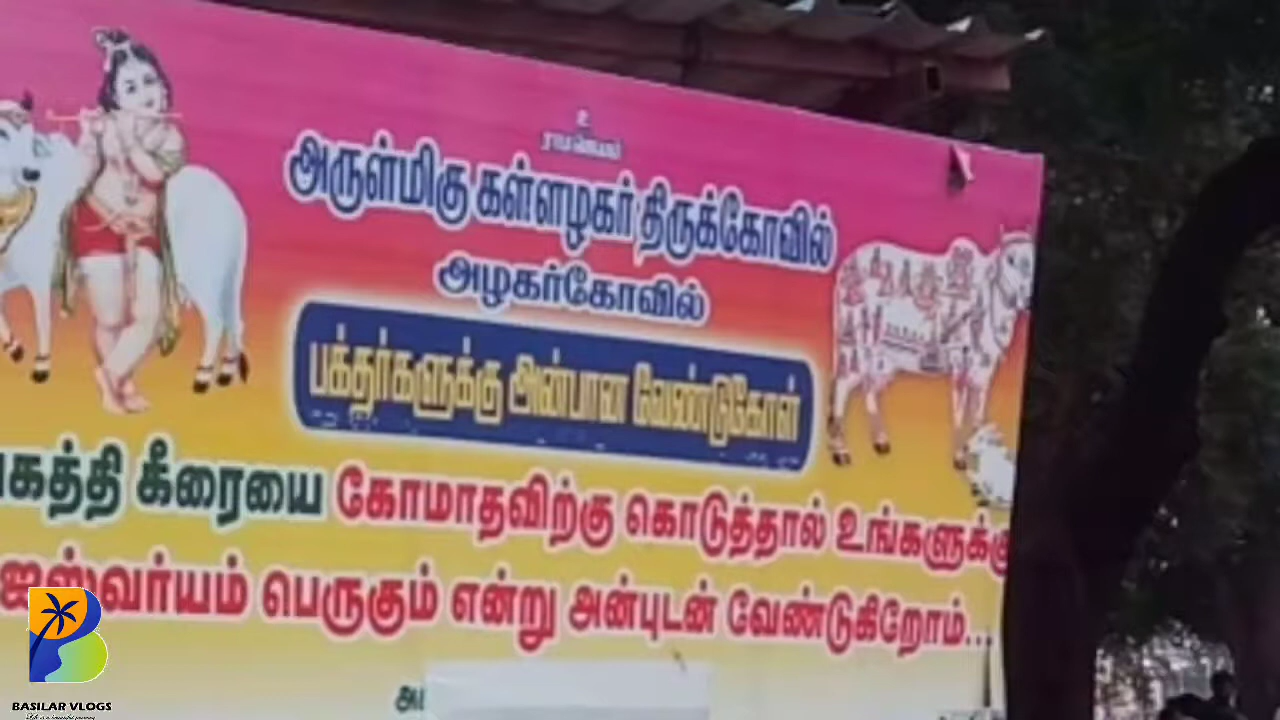 உ
ராமஜெயம்
அருள்மிகு கள்ளழகர் திருக்கோவில்
அழகர்கோவில்
பக்தர்களுக்கு அன்பான வேண்டுகோள்
அகத்தி கீரையை கோமாதவிற்கு கொடுத்தால் உங்களுக்கு
ஐஸ்வர்யம் பெருகும் என்று அன்புடன் வேண்டுகிறோம்...
BASILAR VLOGS